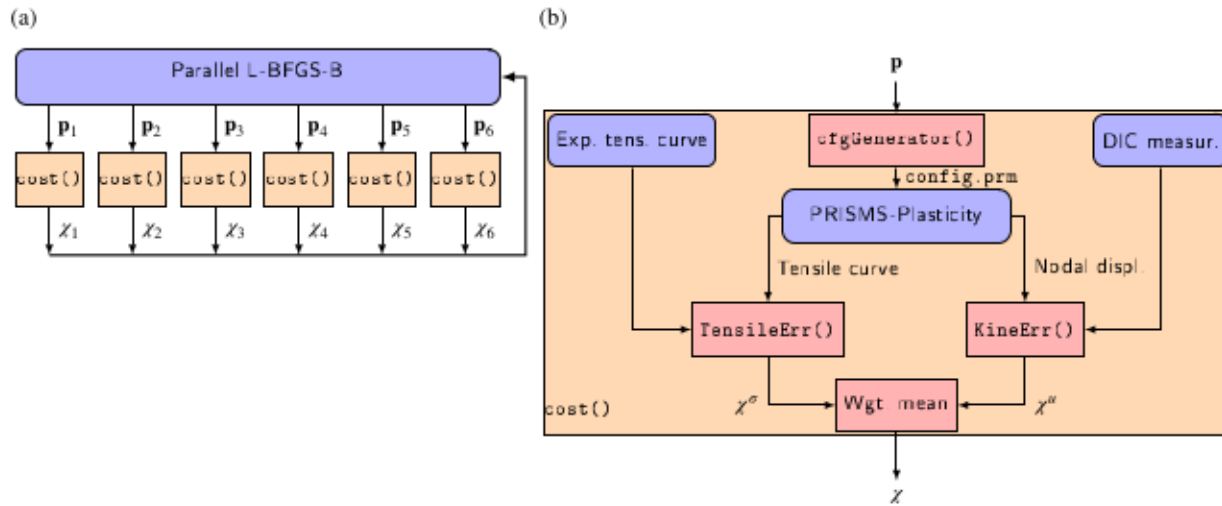 (a)
Parallel L-BFGS-B
p₁ p₂ p₃ p₄ p₅ p₆
cost() cost() cost() cost() cost() cost()
χ₁ χ₂ χ₃ χ₄ χ₅ χ₆
(b)
p
Exp. tens. curve
cfgGenerator()
DIC measur.
config.prm
PRISMS-Plasticity
Tensile curve
Nodal displ.
TensileErr()
KineErr()
χᵟ Wgt. mean χᵘ
cost()
χ